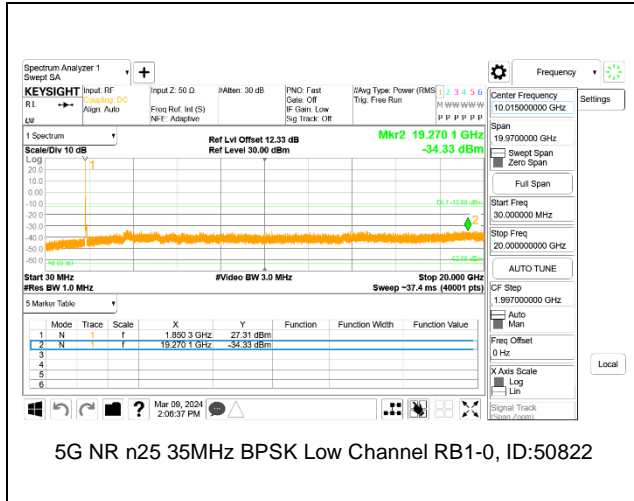 Spectrum Analyzer 1
Swept SA
+
Frequency
KEYSIGHT
Input: RF
Coupling: DC
Align: Auto
Input Z: 50 Ω
Freq Ref: Int (S)
NFE: Adaptive
#Atten: 30 dB
PNO: Fast
Gate: Off
IF Gain: Low
Sig Track: Off
#Avg Type: Power (RMS
Trig: Free Run
1 2 3 4 5 6
M W W W W W
P P P P P P
RL
Center Frequency
10.015000000 GHz
Settings
Span
19.9700000 GHz
Swept Span
Zero Span
Full Span
Start Freq
30.000000 MHz
Stop Freq
20.000000000 GHz
AUTO TUNE
CF Step
1.997000000 GHz
Auto
Man
Freq Offset
0 Hz
X Axis Scale
Log
Lin
Signal Track
(Span Zoom)
Local
1 Spectrum
Scale/Div 10 dB
Ref Lvl Offset 12.33 dB
Ref Level 30.00 dBm
Mkr2 19.270 1 GHz
-34.33 dBm
Log
20.0
10.0
0.00
-10.0
-20.0
-30.0
-40.0
-50.0
-60.0
1
2
DL1 -13.00 dBm
Start 30 MHz
#Res BW 1.0 MHz
#Video BW 3.0 MHz
Stop 20.000 GHz
Sweep ~37.4 ms (40001 pts)
5 Marker Table
Mode Trace Scale X Y Function Function Width Function Value
1 N 1 f 1.850 3 GHz 27.31 dBm
2 N 1 f 19.270 1 GHz -34.33 dBm
3
4
5
6
?
Mar 09, 2024
2:06:37 PM
5G NR n25 35MHz BPSK Low Channel RB1-0, ID:50822